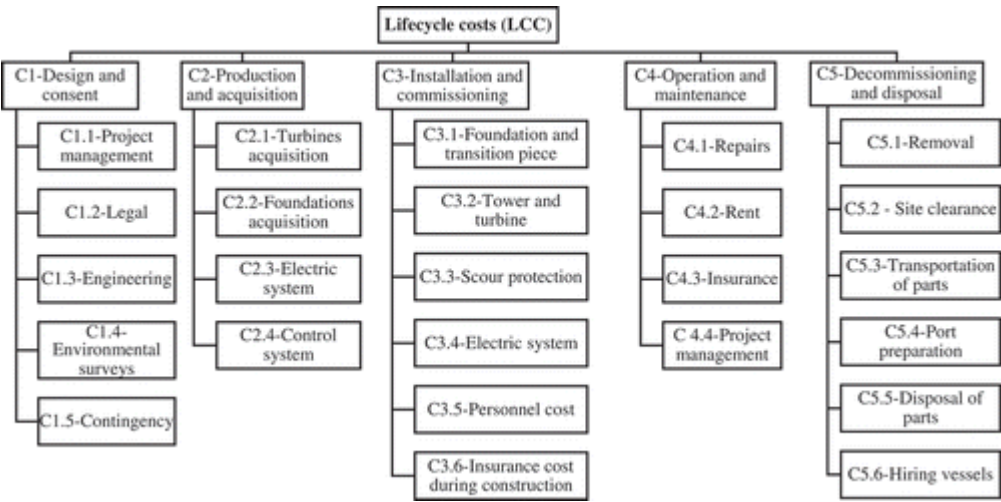 Lifecycle costs (LCC)
C1-Design and
consent
C1.1-Project
management
C1.2-Legal
C1.3-Engineering
C1.4-
Environmental
surveys
C1.5-Contingency
C2-Production
and acquisition
C2.1-Turbines
acquisition
C2.2-Foundations
acquisition
C2.3-Electric
system
C2.4-Control
system
C3-Installation and
commissioning
C3.1-Foundation and
transition piece
C3.2-Tower and
turbine
C3.3-Scour protection
C3.4-Electric system
C3.5-Personnel cost
C3.6-Insurance cost
during construction
C4-Operation and
maintenance
C4.1-Repairs
C4.2-Rent
C4.3-Insurance
C 4.4-Project
management
C5-Decommissioning
and disposal
C5.1-Removal
C5.2 - Site clearance
C5.3-Transportation
of parts
C5.4-Port
preparation
C5.5-Disposal of
parts
C5.6-Hiring vessels